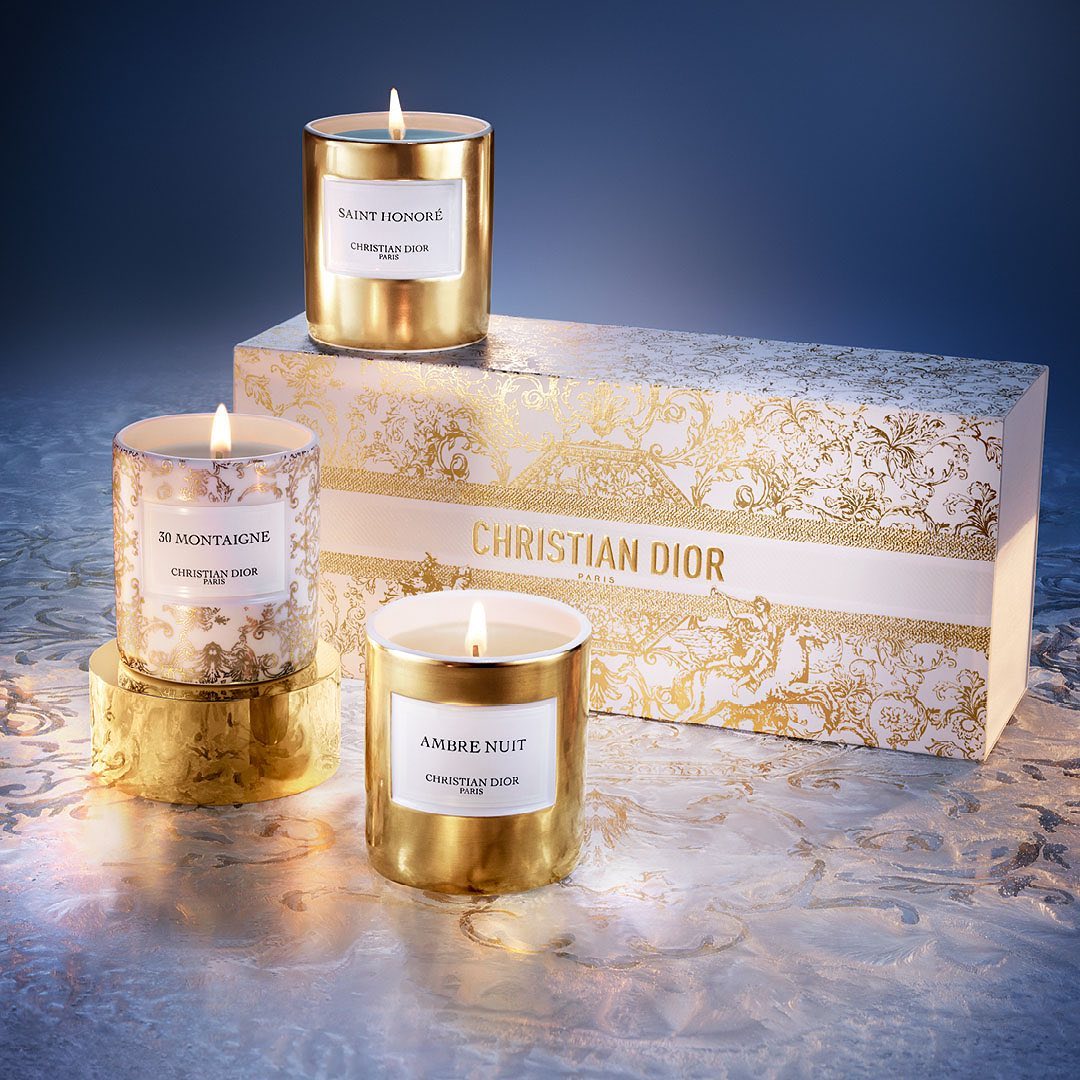 SAINT HONORÉ
CHRISTIAN DIOR
PARIS
30 MONTAIGNE
CHRISTIAN DIOR
PARIS
CHRISTIAN DIOR
PARIS
AMBRE NUIT
CHRISTIAN DIOR
PARIS